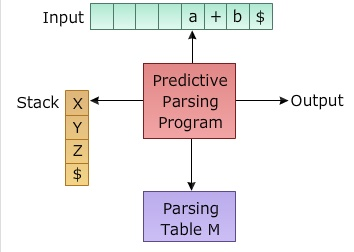 Input a + b $
Predictive
Parsing
Program
Stack
X
Y
Z
$
Output
Parsing
Table M